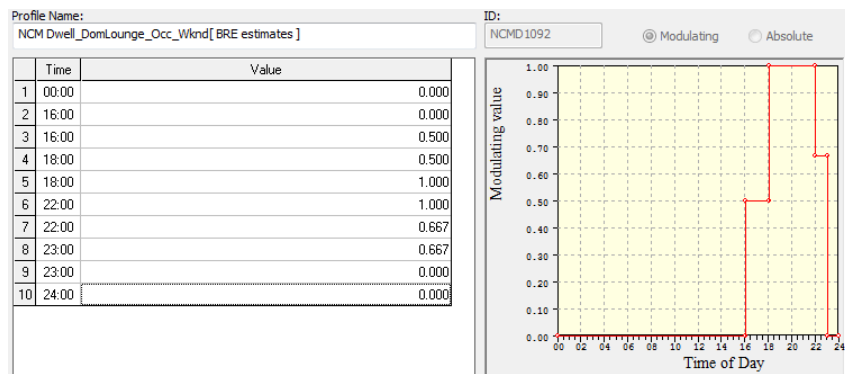 Profile Name:
NCM Dwell_DomLounge_Occ_Wknd[ BRE estimates ]
ID:
NCMD1092
Modulating
Absolute
Time Value
1 00:00 0.000
2 16:00 0.000
3 16:00 0.500
4 18:00 0.500
5 18:00 1.000
6 22:00 1.000
7 22:00 0.667
8 23:00 0.667
9 23:00 0.000
10 24:00 0.000
Modulating value
1.00
0.90
0.80
0.70
0.60
0.50
0.40
0.30
0.20
0.10
0.00
00 02 04 06 08 10 12 14 16 18 20 22 24
Time of Day